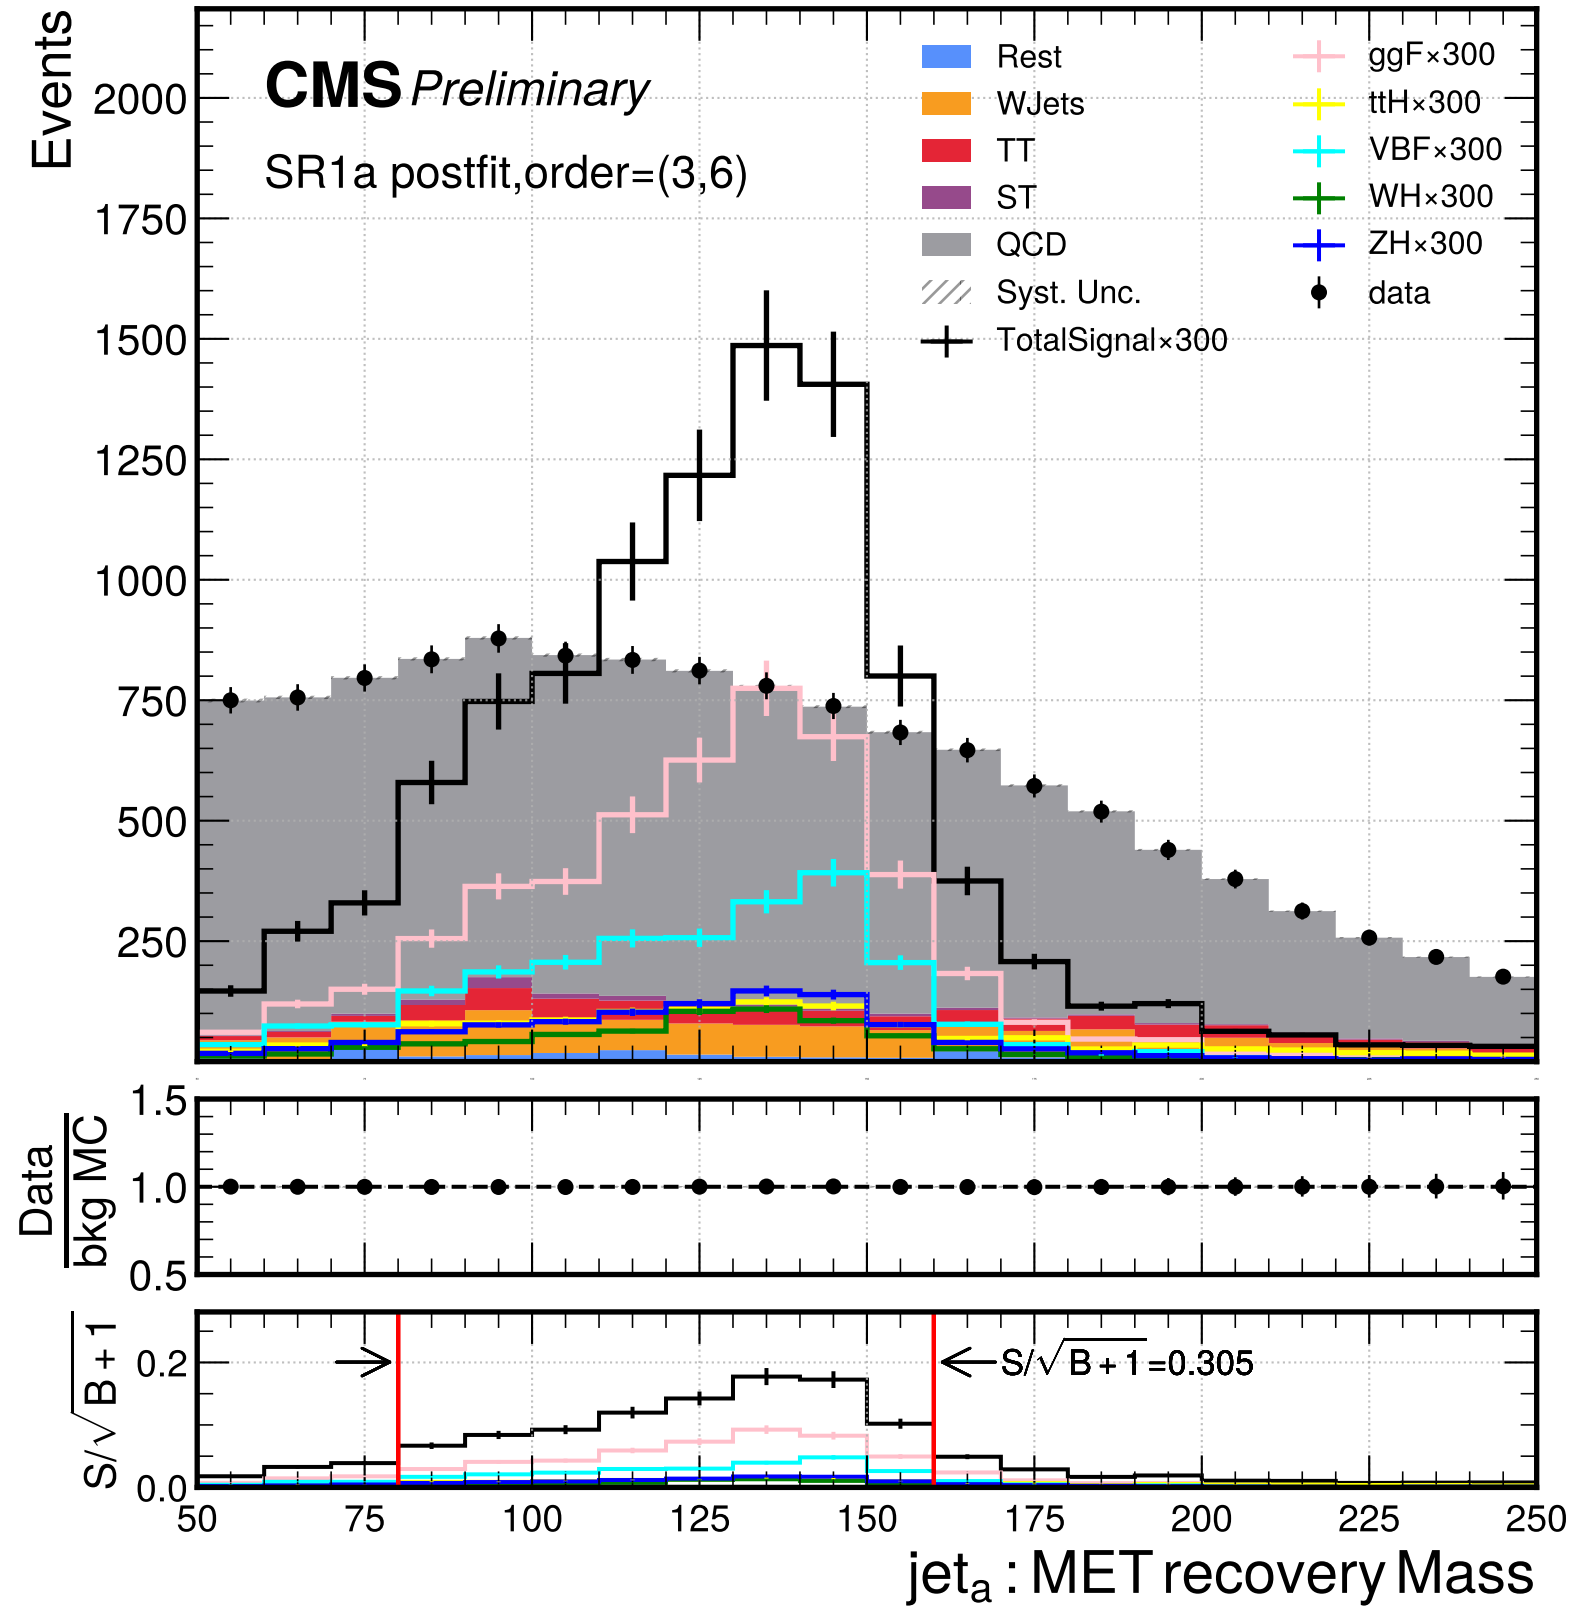 Events
2000
1750
1500
1250
1000
750
500
250
CMS Preliminary
SR1a postfit,order=(3,6)
Rest
WJets
TT
ST
QCD
Syst. Unc.
TotalSignal×300
ggF×300
ttH×300
VBF×300
WH×300
ZH×300
data
Data
bkg MC
1.5
1.0
0.5
S/√B + 1
0.2
0.0
S/√B + 1=0.305
50 75 100 125 150 175 200 225 250
jetₐ : MET recovery Mass